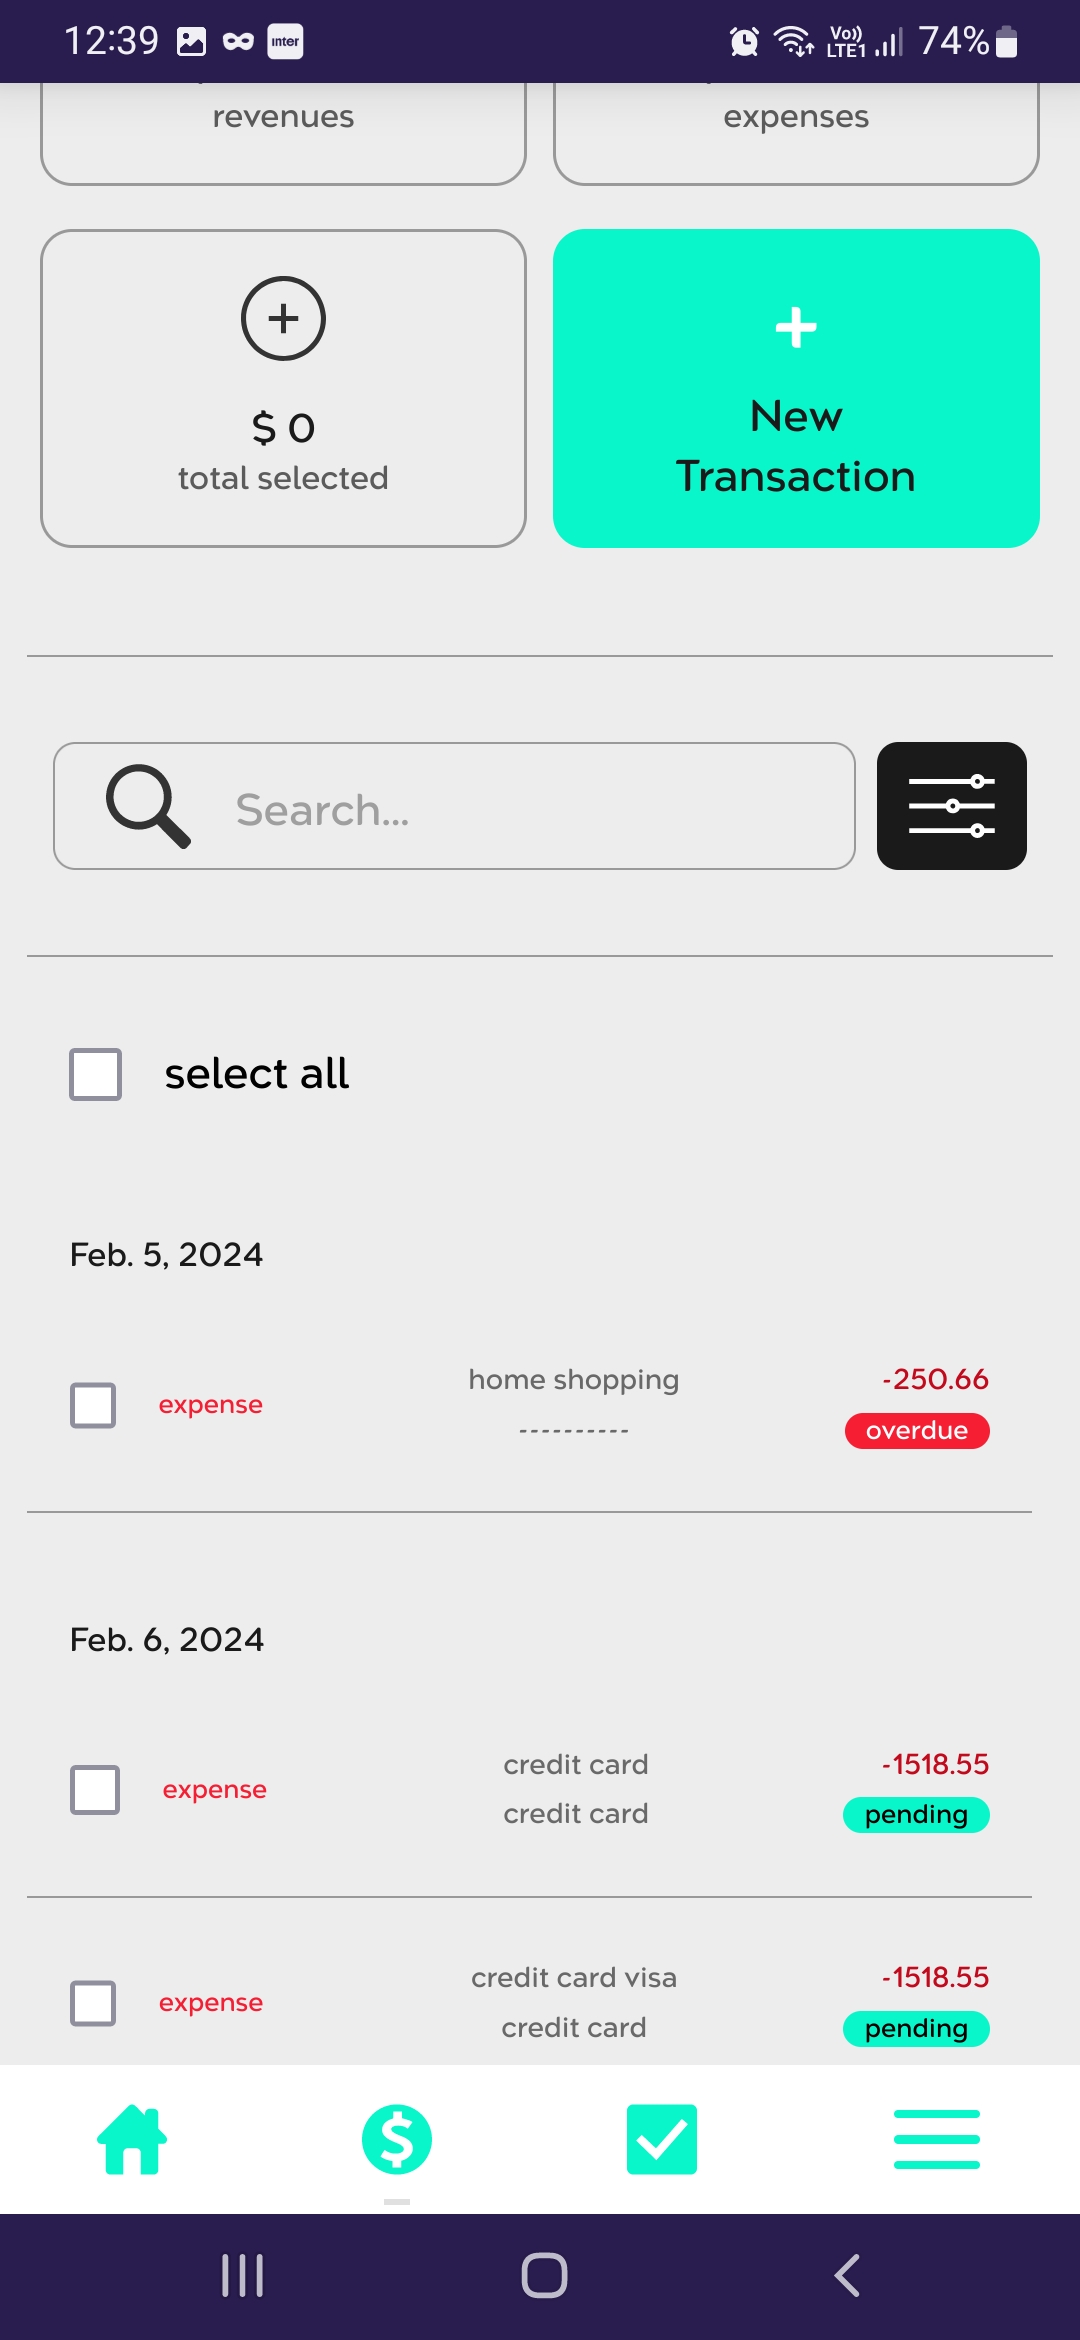 12:39 inter Vo)) LTE1 74%
revenues expenses
$ 0
total selected
New
Transaction
Search...
select all
Feb. 5, 2024
home shopping -250.66
expense
---------- overdue
Feb. 6, 2024
credit card -1518.55
expense
credit card pending
credit card visa -1518.55
expense
credit card pending